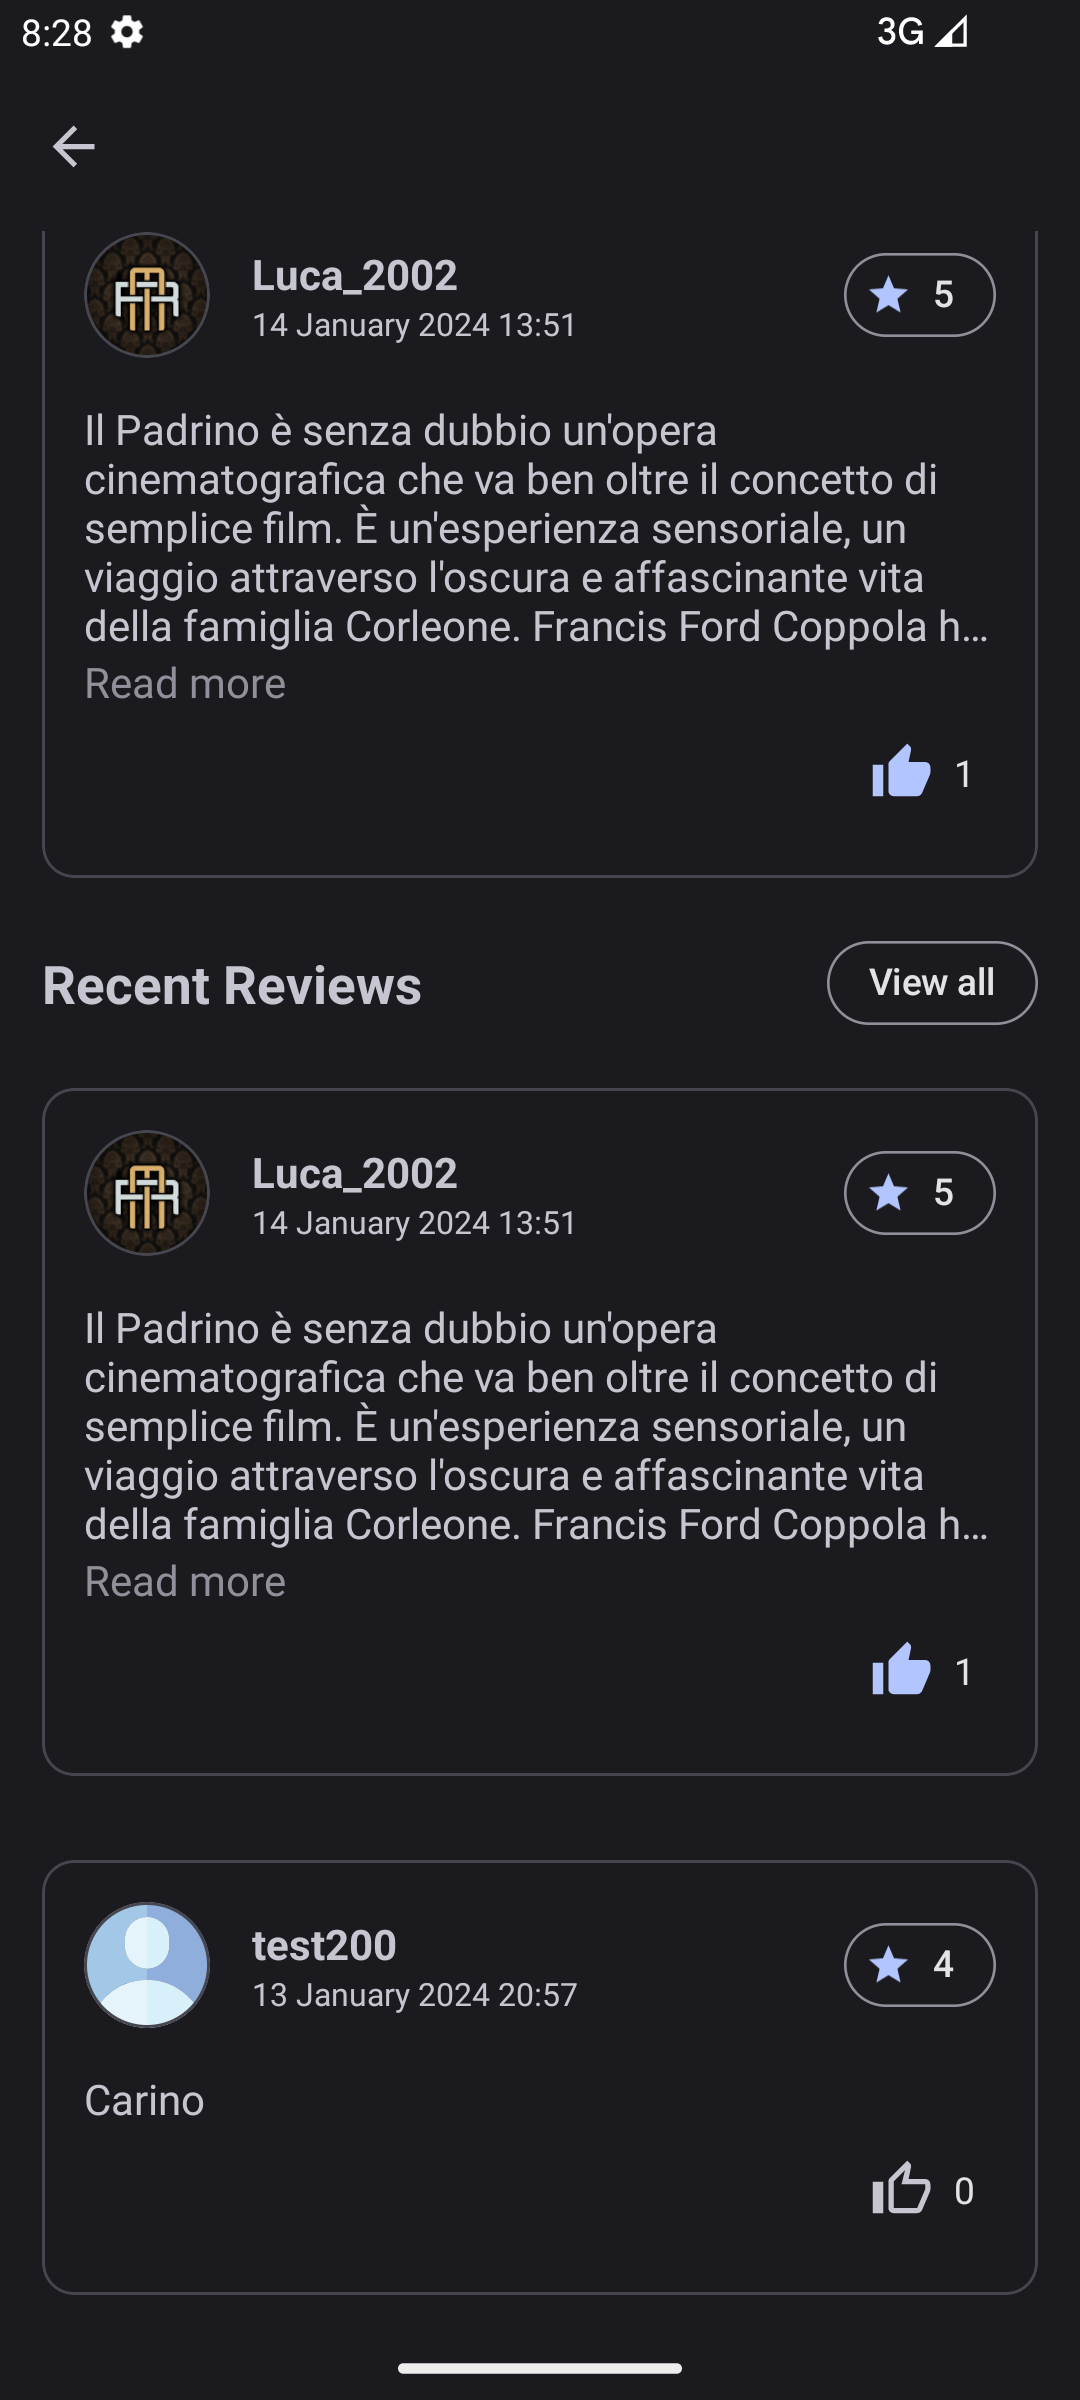 8:28
3G
Luca_2002
5
14 January 2024 13:51
Il Padrino è senza dubbio un'opera
cinematografica che va ben oltre il concetto di
semplice film. È un'esperienza sensoriale, un
viaggio attraverso l'oscura e affascinante vita
della famiglia Corleone. Francis Ford Coppola h...
Read more
1
Recent Reviews
View all
Luca_2002
5
14 January 2024 13:51
Il Padrino è senza dubbio un'opera
cinematografica che va ben oltre il concetto di
semplice film. È un'esperienza sensoriale, un
viaggio attraverso l'oscura e affascinante vita
della famiglia Corleone. Francis Ford Coppola h...
Read more
1
test200
4
13 January 2024 20:57
Carino
0